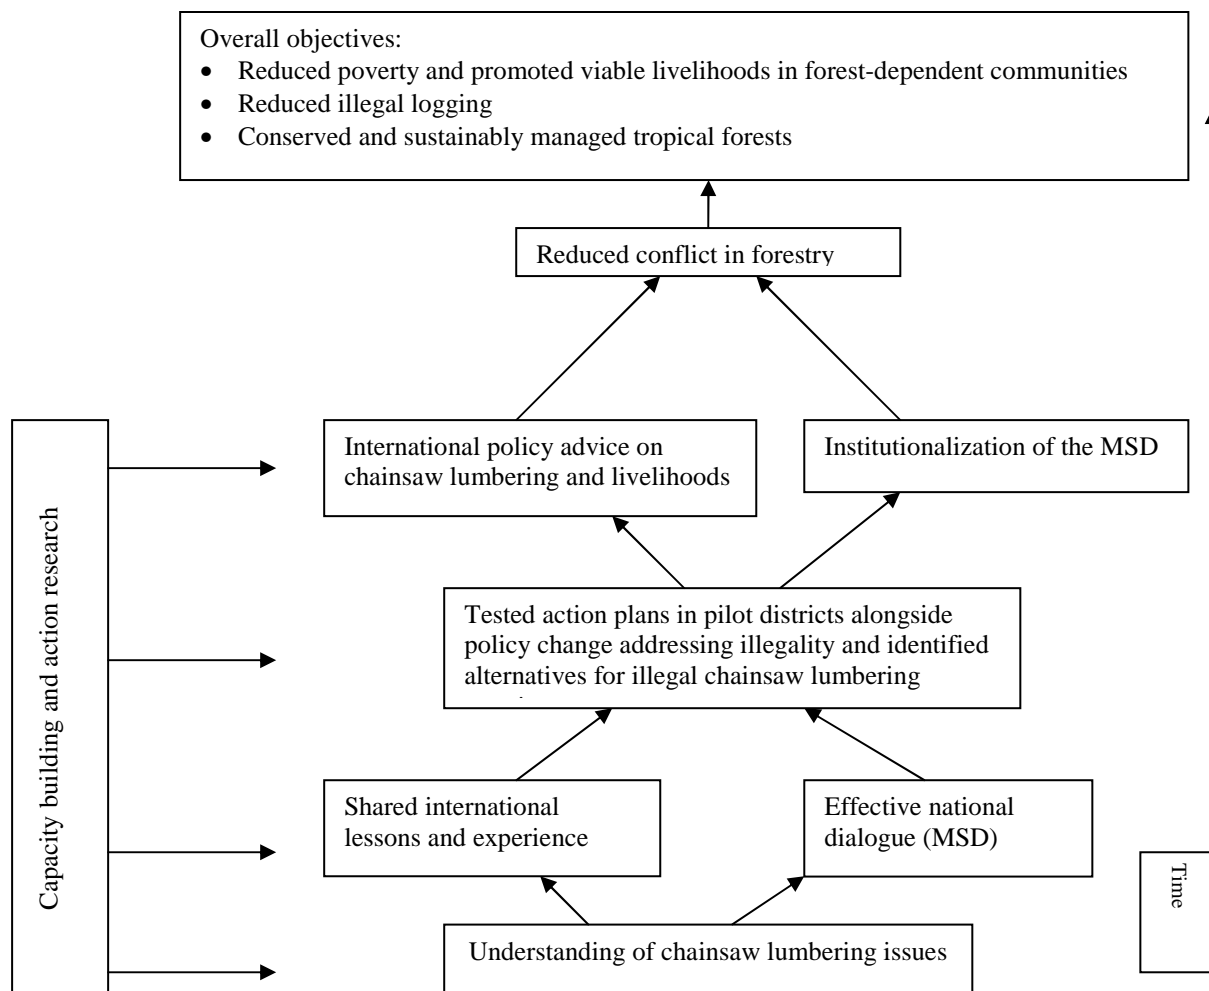 Overall objectives:
• Reduced poverty and promoted viable livelihoods in forest-dependent communities
• Reduced illegal logging
• Conserved and sustainably managed tropical forests
Reduced conflict in forestry
International policy advice on
chainsaw lumbering and livelihoods
Institutionalization of the MSD
Tested action plans in pilot districts alongside
policy change addressing illegality and identified
alternatives for illegal chainsaw lumbering
Shared international
lessons and experience
Effective national
dialogue (MSD)
Understanding of chainsaw lumbering issues
Capacity building and action research
Time